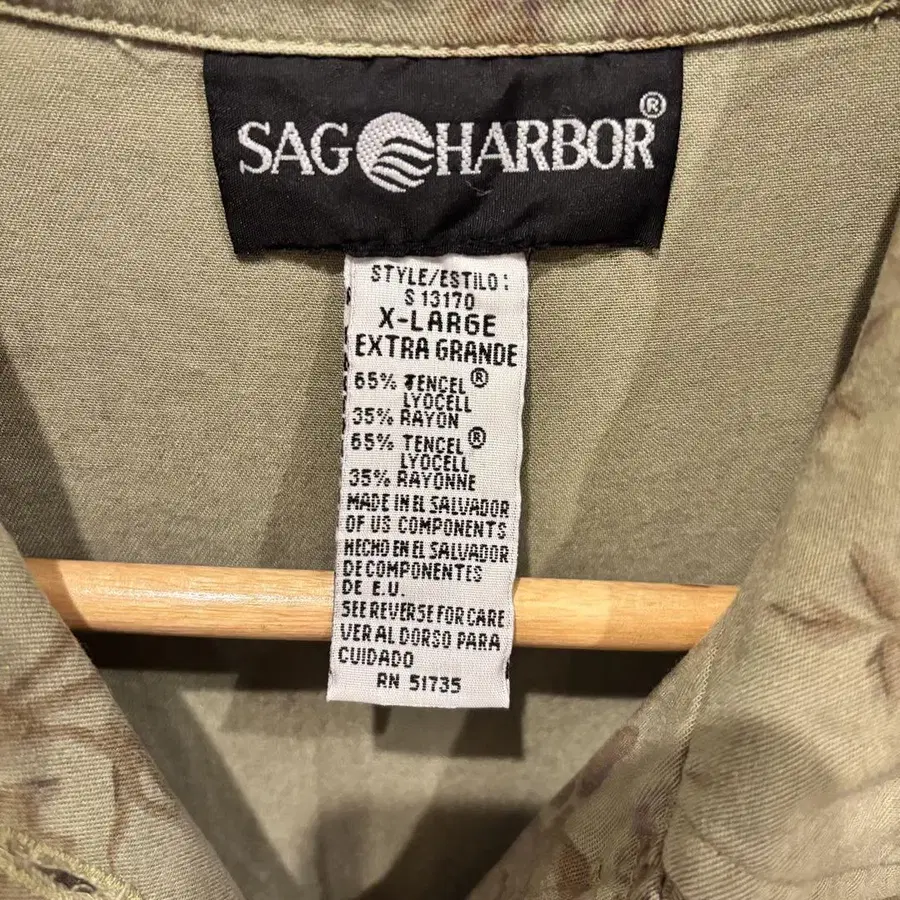 SAG HARBOR®
STYLE/ESTILO:
S 13170
X-LARGE
EXTRA GRANDE
65% TENCEL®
LYOCELL
35% RAYON
65% TENCEL®
LYOCELL
35% RAYONNE
MADE IN EL SALVADOR
OF US COMPONENTS
HECHO EN EL SALVADOR
DE COMPONENTES
DE E.U.
SEE REVERSE FOR CARE
VER AL DORSO PARA
CUIDADO
RN 51735